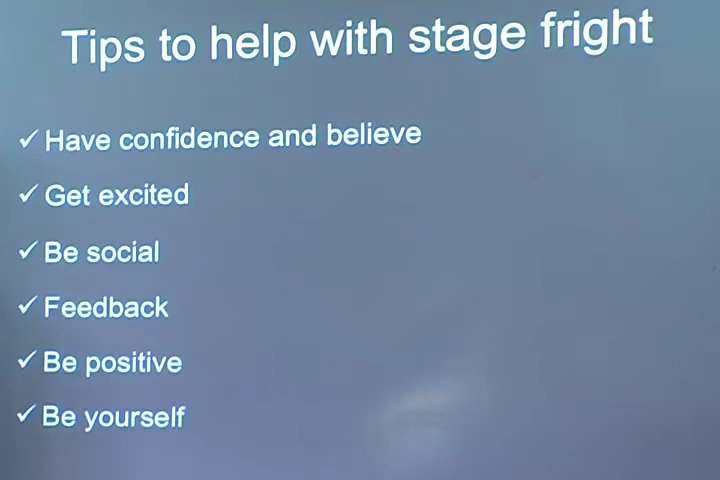 Tips to help with stage fright
✓ Have confidence and believe
✓ Get excited
✓ Be social
✓ Feedback
✓ Be positive
✓ Be yourself